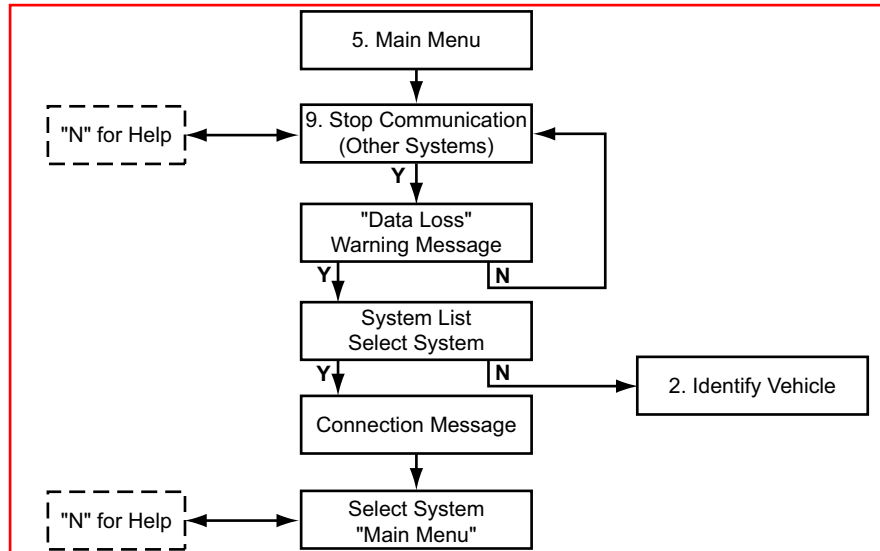 5. Main Menu
"N" for Help
9. Stop Communication
(Other Systems)
Y
"Data Loss"
Warning Message
Y
N
System List
Select System
Y
N
2. Identify Vehicle
Connection Message
"N" for Help
Select System
"Main Menu"